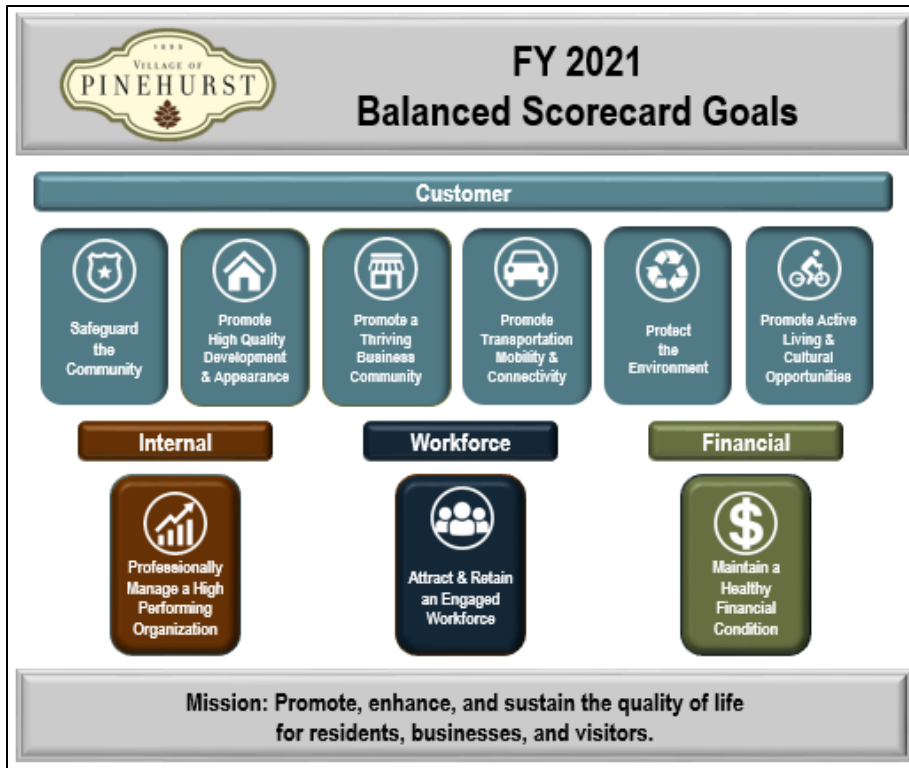 1895
VILLAGE OF
PINEHURST
FY 2021
Balanced Scorecard Goals
Customer
Safeguard
the
Community
Promote
High Quality
Development
& Appearance
Promote a
Thriving
Business
Community
Promote
Transportation
Mobility &
Connectivity
Protect
the
Environment
Promote Active
Living &
Cultural
Opportunities
Internal
Workforce
Financial
Professionally
Manage a High
Performing
Organization
Attract & Retain
an Engaged
Workforce
$
Maintain a
Healthy
Financial
Condition
Mission: Promote, enhance, and sustain the quality of life
for residents, businesses, and visitors.